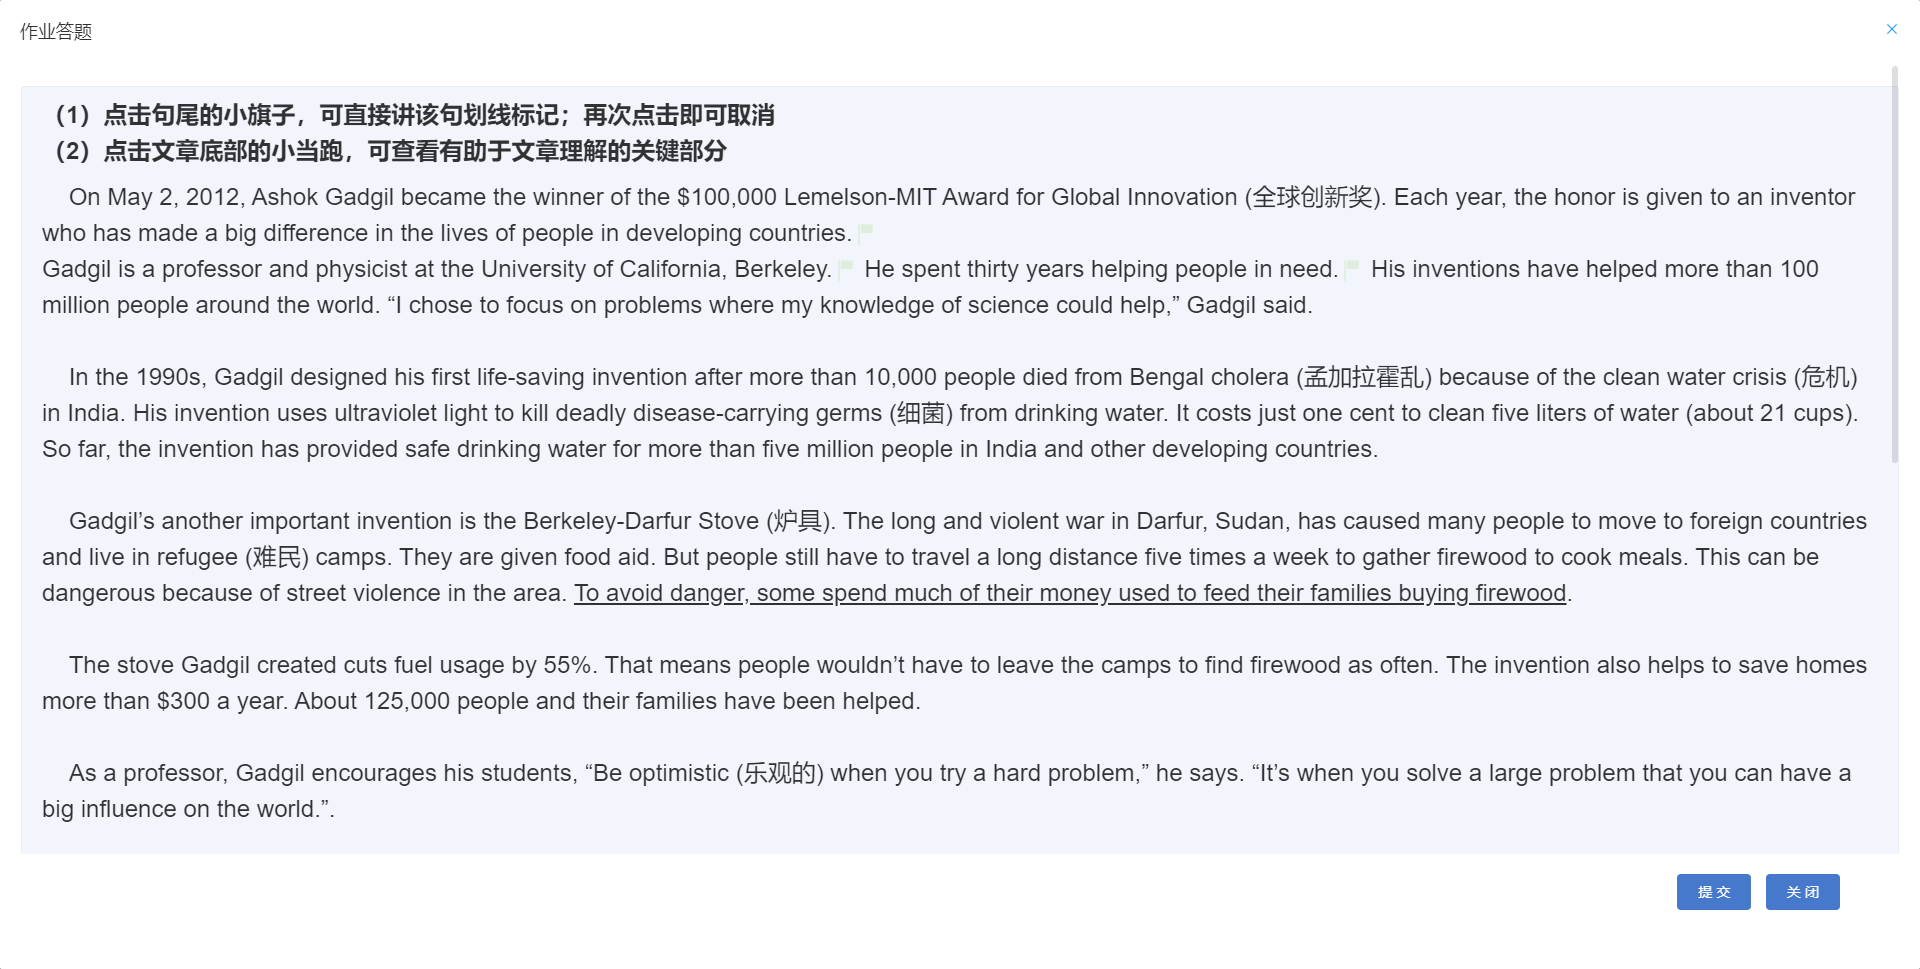 作业答题
（1）点击句尾的小旗子，可直接讲该句划线标记；再次点击即可取消
（2）点击文章底部的小当跑，可查看有助于文章理解的关键部分
On May 2, 2012, Ashok Gadgil became the winner of the $100,000 Lemelson-MIT Award for Global Innovation (全球创新奖). Each year, the honor is given to an inventor
who has made a big difference in the lives of people in developing countries.
Gadgil is a professor and physicist at the University of California, Berkeley. He spent thirty years helping people in need. His inventions have helped more than 100
million people around the world. “I chose to focus on problems where my knowledge of science could help,” Gadgil said.
In the 1990s, Gadgil designed his first life-saving invention after more than 10,000 people died from Bengal cholera (孟加拉霍乱) because of the clean water crisis (危机)
in India. His invention uses ultraviolet light to kill deadly disease-carrying germs (细菌) from drinking water. It costs just one cent to clean five liters of water (about 21 cups).
So far, the invention has provided safe drinking water for more than five million people in India and other developing countries.
Gadgil’s another important invention is the Berkeley-Darfur Stove (炉具). The long and violent war in Darfur, Sudan, has caused many people to move to foreign countries
and live in refugee (难民) camps. They are given food aid. But people still have to travel a long distance five times a week to gather firewood to cook meals. This can be
dangerous because of street violence in the area. To avoid danger, some spend much of their money used to feed their families buying firewood.
The stove Gadgil created cuts fuel usage by 55%. That means people wouldn’t have to leave the camps to find firewood as often. The invention also helps to save homes
more than $300 a year. About 125,000 people and their families have been helped.
As a professor, Gadgil encourages his students, “Be optimistic (乐观的) when you try a hard problem,” he says. “It’s when you solve a large problem that you can have a
big influence on the world.”.
提交
关闭